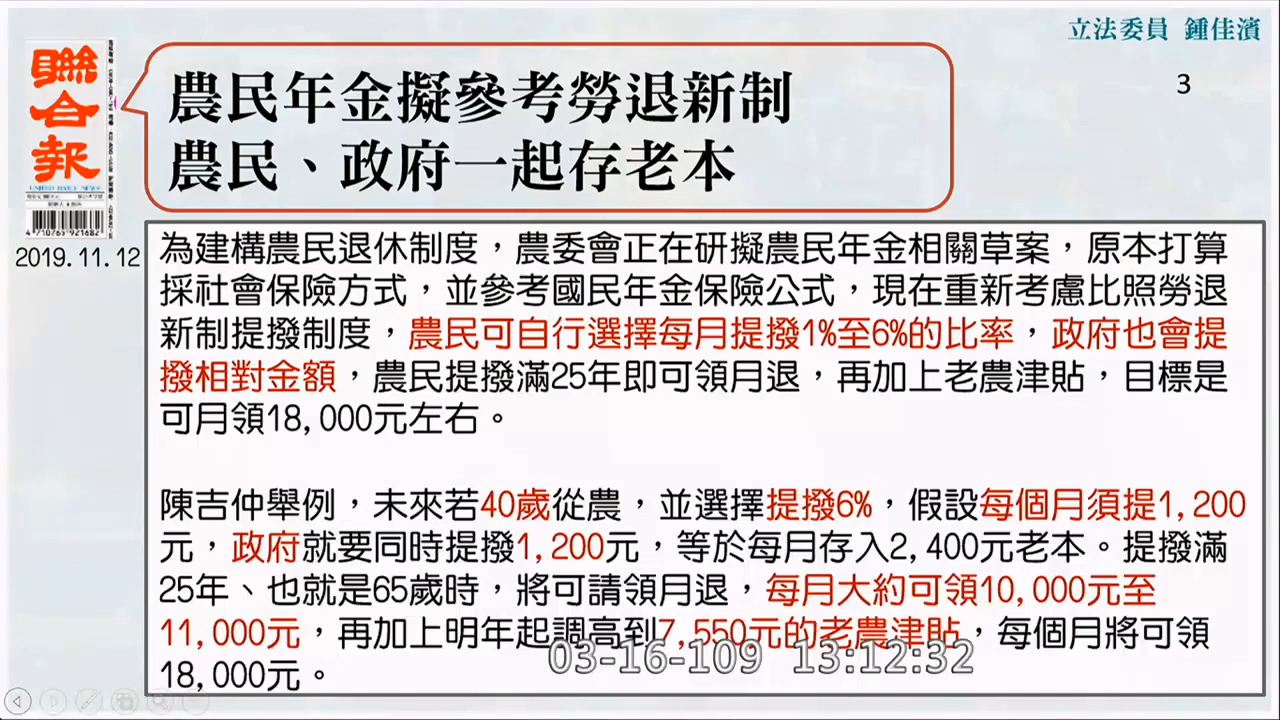 立法委員 鍾佳濱
3
聯合報
UNITED DAILY NEWS
4 710765 921682
2019.11.12
農民年金擬參考勞退新制
農民、政府一起存老本
為建構農民退休制度，農委會正在研擬農民年金相關草案，原本打算
採社會保險方式，並參考國民年金保險公式，現在重新考慮比照勞退
新制提撥制度，農民可自行選擇每月提撥1%至6%的比率，政府也會提
撥相對金額，農民提撥滿25年即可領月退，再加上老農津貼，目標是
可月領18,000元左右。
陳吉仲舉例，未來若40歲從農，並選擇提撥6%，假設每個月須提1,200
元，政府就要同時提撥1,200元，等於每月存入2,400元老本。提撥滿
25年、也就是65歲時，將可請領月退，每月大約可領10,000元至
11,000元，再加上明年起調高到7,550元的老農津貼，每個月將可領
18,000元。
03-16-109 13:12:32